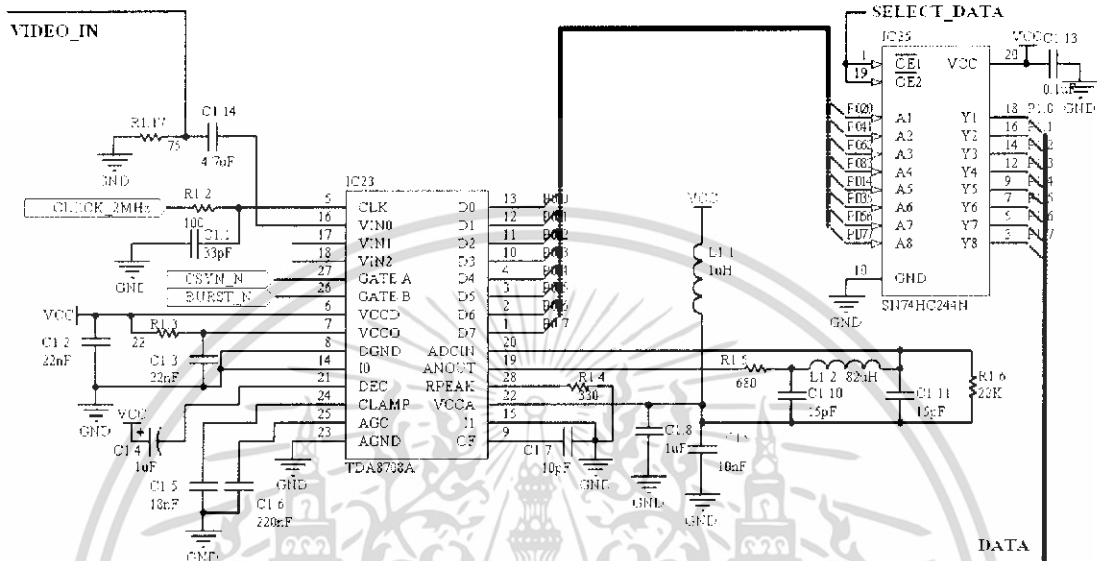 VIDEO_IN
SELECT_DATA
IC25
VCC
C1.13
0.1uF
GND
1
19
OE1
OE2
VCC
20
A1
A2
A3
A4
A5
A6
A7
A8
Y1
Y2
Y3
Y4
Y5
Y6
Y7
Y8
18
16
14
12
9
7
5
3
10
GND
SN74HC244N
GND
R1.17
75
C1.14
4.7uF
GND
CLOCK_2MHz
R1.2
100
C1.1
33pF
GND
CSYN_N
BURST_N
IC23
5 CLK D0 13
16 VIN0 D1 12
17 VIN1 D2 11
18 VIN2 D3 10
27 GATE A D4 4
26 GATE B D5 3
6 VCCD D6 2
7 VCCO D7 1
8 DGND ADCIN 20
14 I0 ANOUT 19
21 DEC RPEAK 28
24 CLAMP VCCA 22
25 AGC I1 15
23 AGND OF 9
TDA8708A
VCC
R1.3
22
C1.2
22nF
C1.3
22nF
GND
VCC
C1.4
1uF
C1.5
18nF
C1.6
220nF
GND
GND
VCC
L1.1
1uH
R1.4
330
C1.7
10pF
GND
C1.8
1uF
GND
10nF
GND
R1.5
680
L1.2
82uH
C1.10
15pF
C1.11
15pF
R1.6
22K
DATA